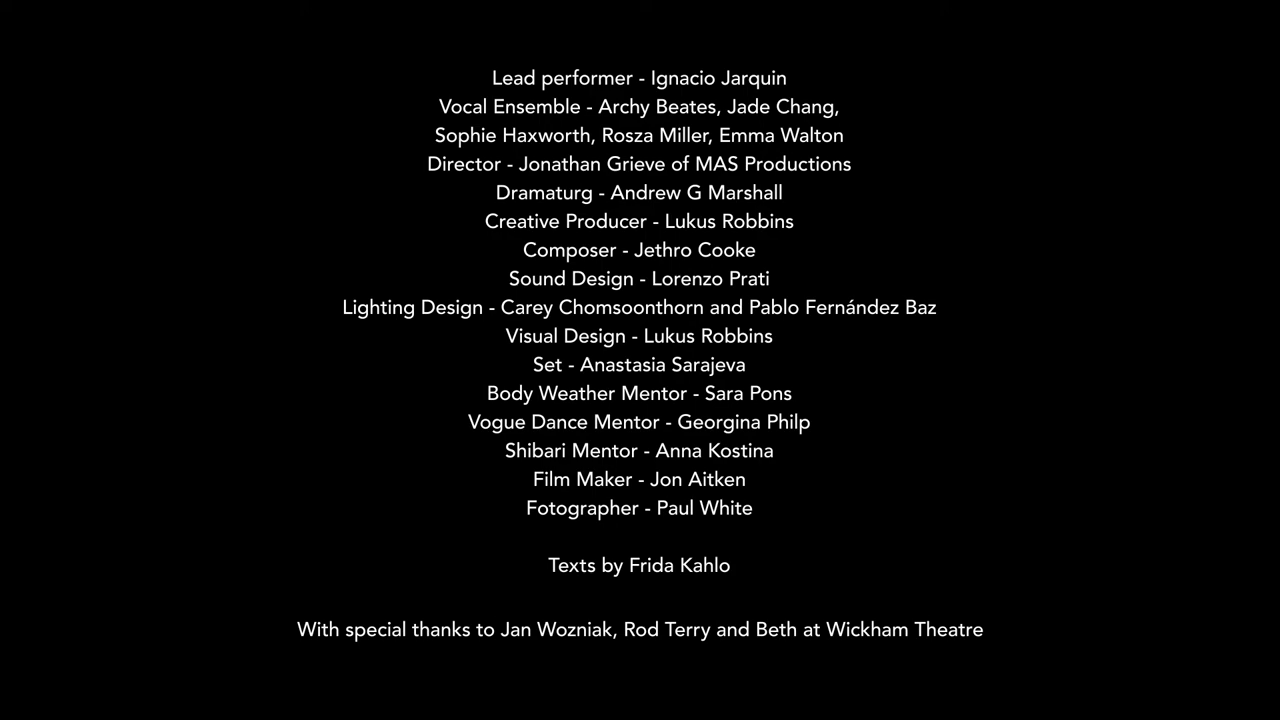 Lead performer - Ignacio Jarquin
Vocal Ensemble - Archy Beates, Jade Chang,
Sophie Haxworth, Rosza Miller, Emma Walton
Director - Jonathan Grieve of MAS Productions
Dramaturg - Andrew G Marshall
Creative Producer - Lukus Robbins
Composer - Jethro Cooke
Sound Design - Lorenzo Prati
Lighting Design - Carey Chomsoonthorn and Pablo Fernández Baz
Visual Design - Lukus Robbins
Set - Anastasia Sarajeva
Body Weather Mentor - Sara Pons
Vogue Dance Mentor - Georgina Philp
Shibari Mentor - Anna Kostina
Film Maker - Jon Aitken
Fotographer - Paul White
Texts by Frida Kahlo
With special thanks to Jan Wozniak, Rod Terry and Beth at Wickham Theatre